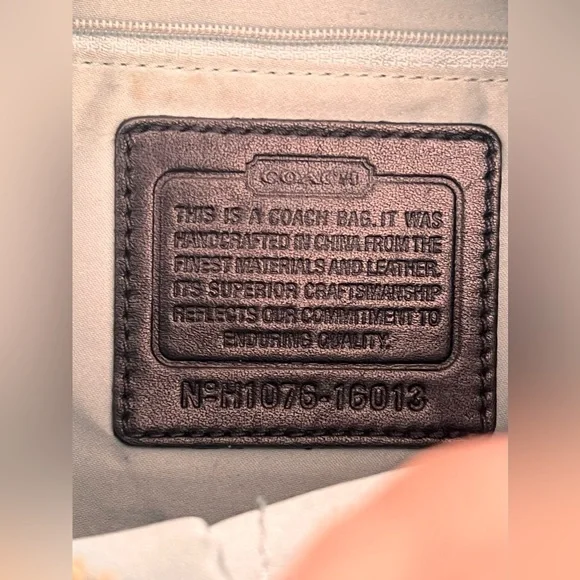 COACH
THIS IS A COACH BAG. IT WAS
HANDCRAFTED IN CHINA FROM THE
FINEST MATERIALS AND LEATHER.
ITS SUPERIOR CRAFTSMANSHIP
REFLECTS OUR COMMITMENT TO
ENDURING QUALITY.
Nº H1076-16013